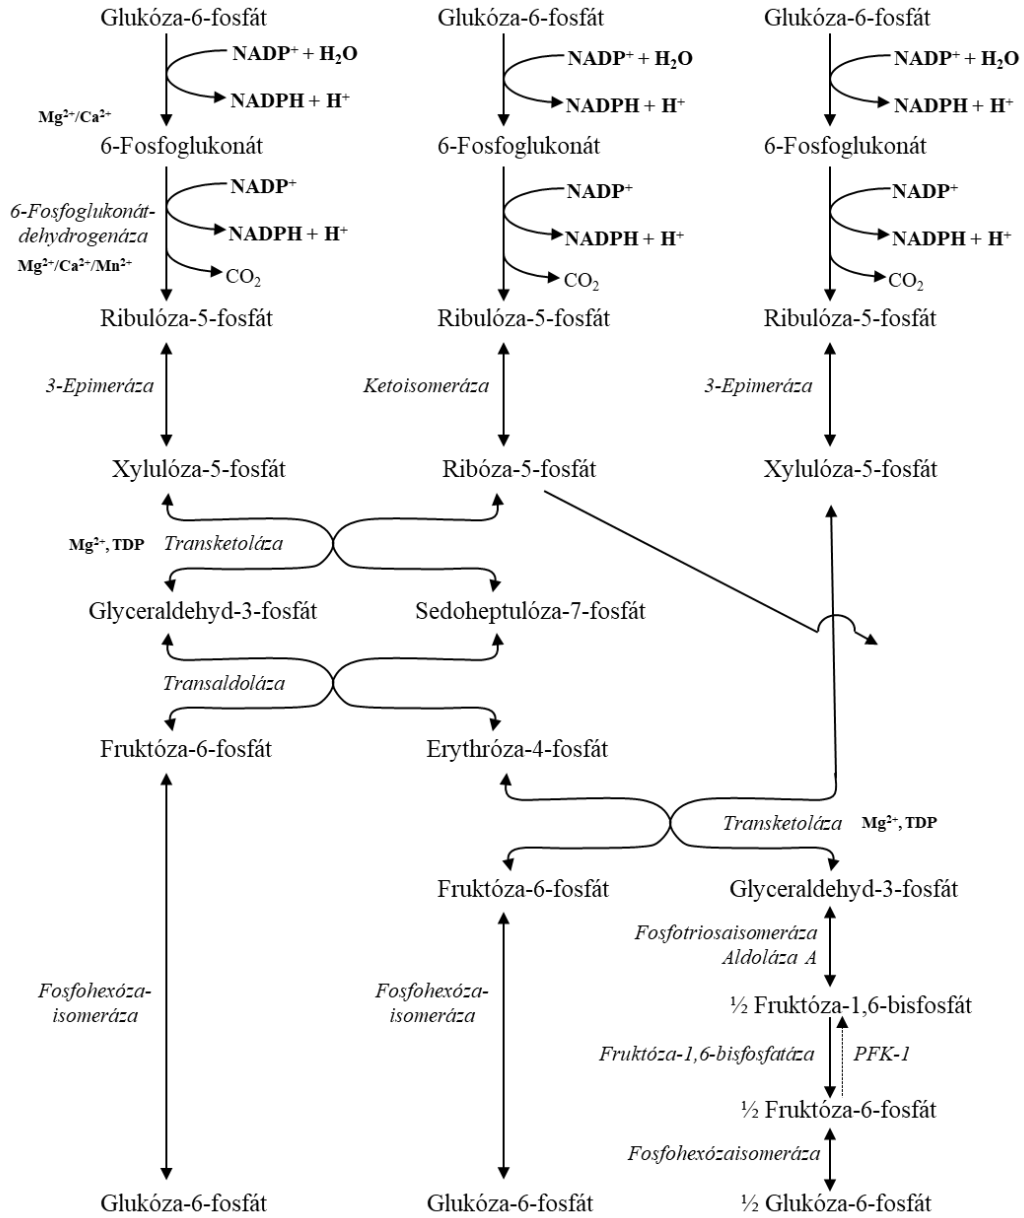 Glukóza-6-fosfát Glukóza-6-fosfát Glukóza-6-fosfát
NADP⁺ + H₂O NADP⁺ + H₂O NADP⁺ + H₂O
NADPH + H⁺ NADPH + H⁺ NADPH + H⁺
Mg²⁺/Ca²⁺
6-Fosfoglukonát 6-Fosfoglukonát 6-Fosfoglukonát
NADP⁺ NADP⁺ NADP⁺
6-Fosfoglukonát-
dehydrogenáza
NADPH + H⁺ NADPH + H⁺ NADPH + H⁺
Mg²⁺/Ca²⁺/Mn²⁺
CO₂ CO₂ CO₂
Ribulóza-5-fosfát Ribulóza-5-fosfát Ribulóza-5-fosfát
3-Epimeráza Ketoisomeráza 3-Epimeráza
Xylulóza-5-fosfát Ribóza-5-fosfát Xylulóza-5-fosfát
Mg²⁺, TDP Transketoláza
Glyceraldehyd-3-fosfát Sedoheptulóza-7-fosfát
Transaldoláza
Fruktóza-6-fosfát Erythróza-4-fosfát
Transketoláza Mg²⁺, TDP
Fruktóza-6-fosfát Glyceraldehyd-3-fosfát
Fosfotriosaisomeráza
Aldoláza A
Fosfohexóza-
isomeráza
Fosfohexóza-
isomeráza
½ Fruktóza-1,6-bisfosfát
Fruktóza-1,6-bisfosfatáza PFK-1
½ Fruktóza-6-fosfát
Fosfohexózaisomeráza
Glukóza-6-fosfát Glukóza-6-fosfát ½ Glukóza-6-fosfát